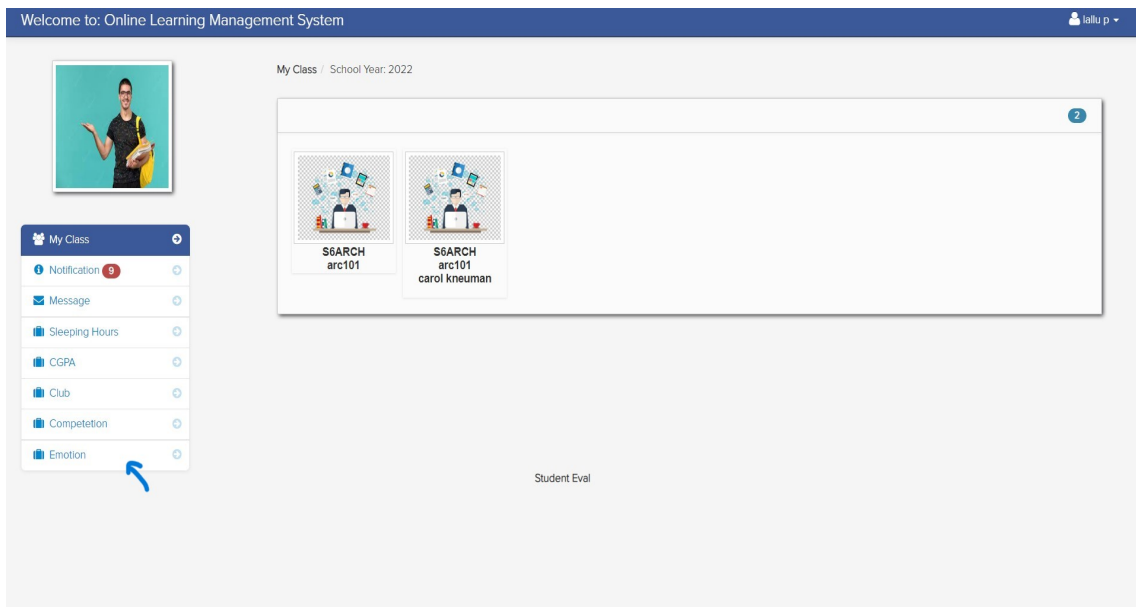 Welcome to: Online Learning Management System
lallu p
My Class / School Year: 2022
2
My Class
Notification 9
Message
Sleeping Hours
CGPA
Club
Competetion
Emotion
S6ARCH
arc101
S6ARCH
arc101
carol kneuman
Student Eval